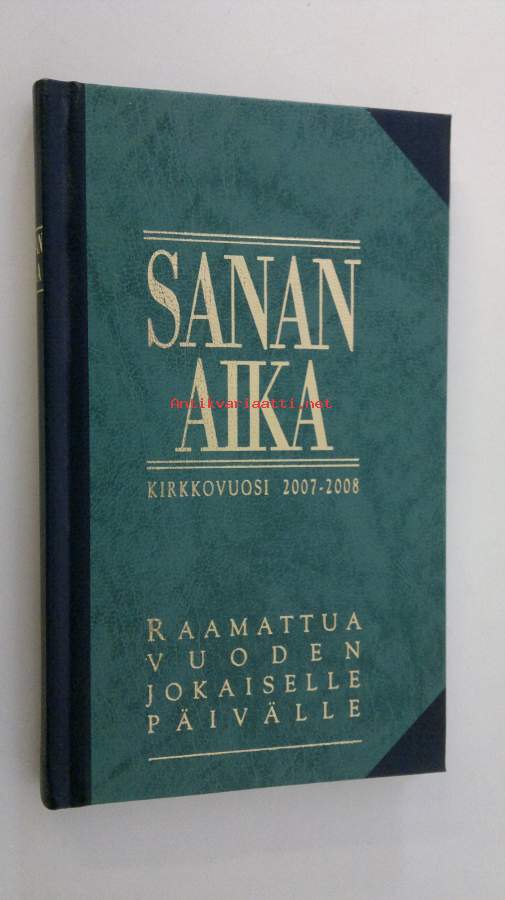 SANAN
AIKA
Antikvariaatti.net
KIRKKOVUOSI 2007-2008
RAAMATTUA
VUODEN
JOKAISELLE
PÄIVÄLLE